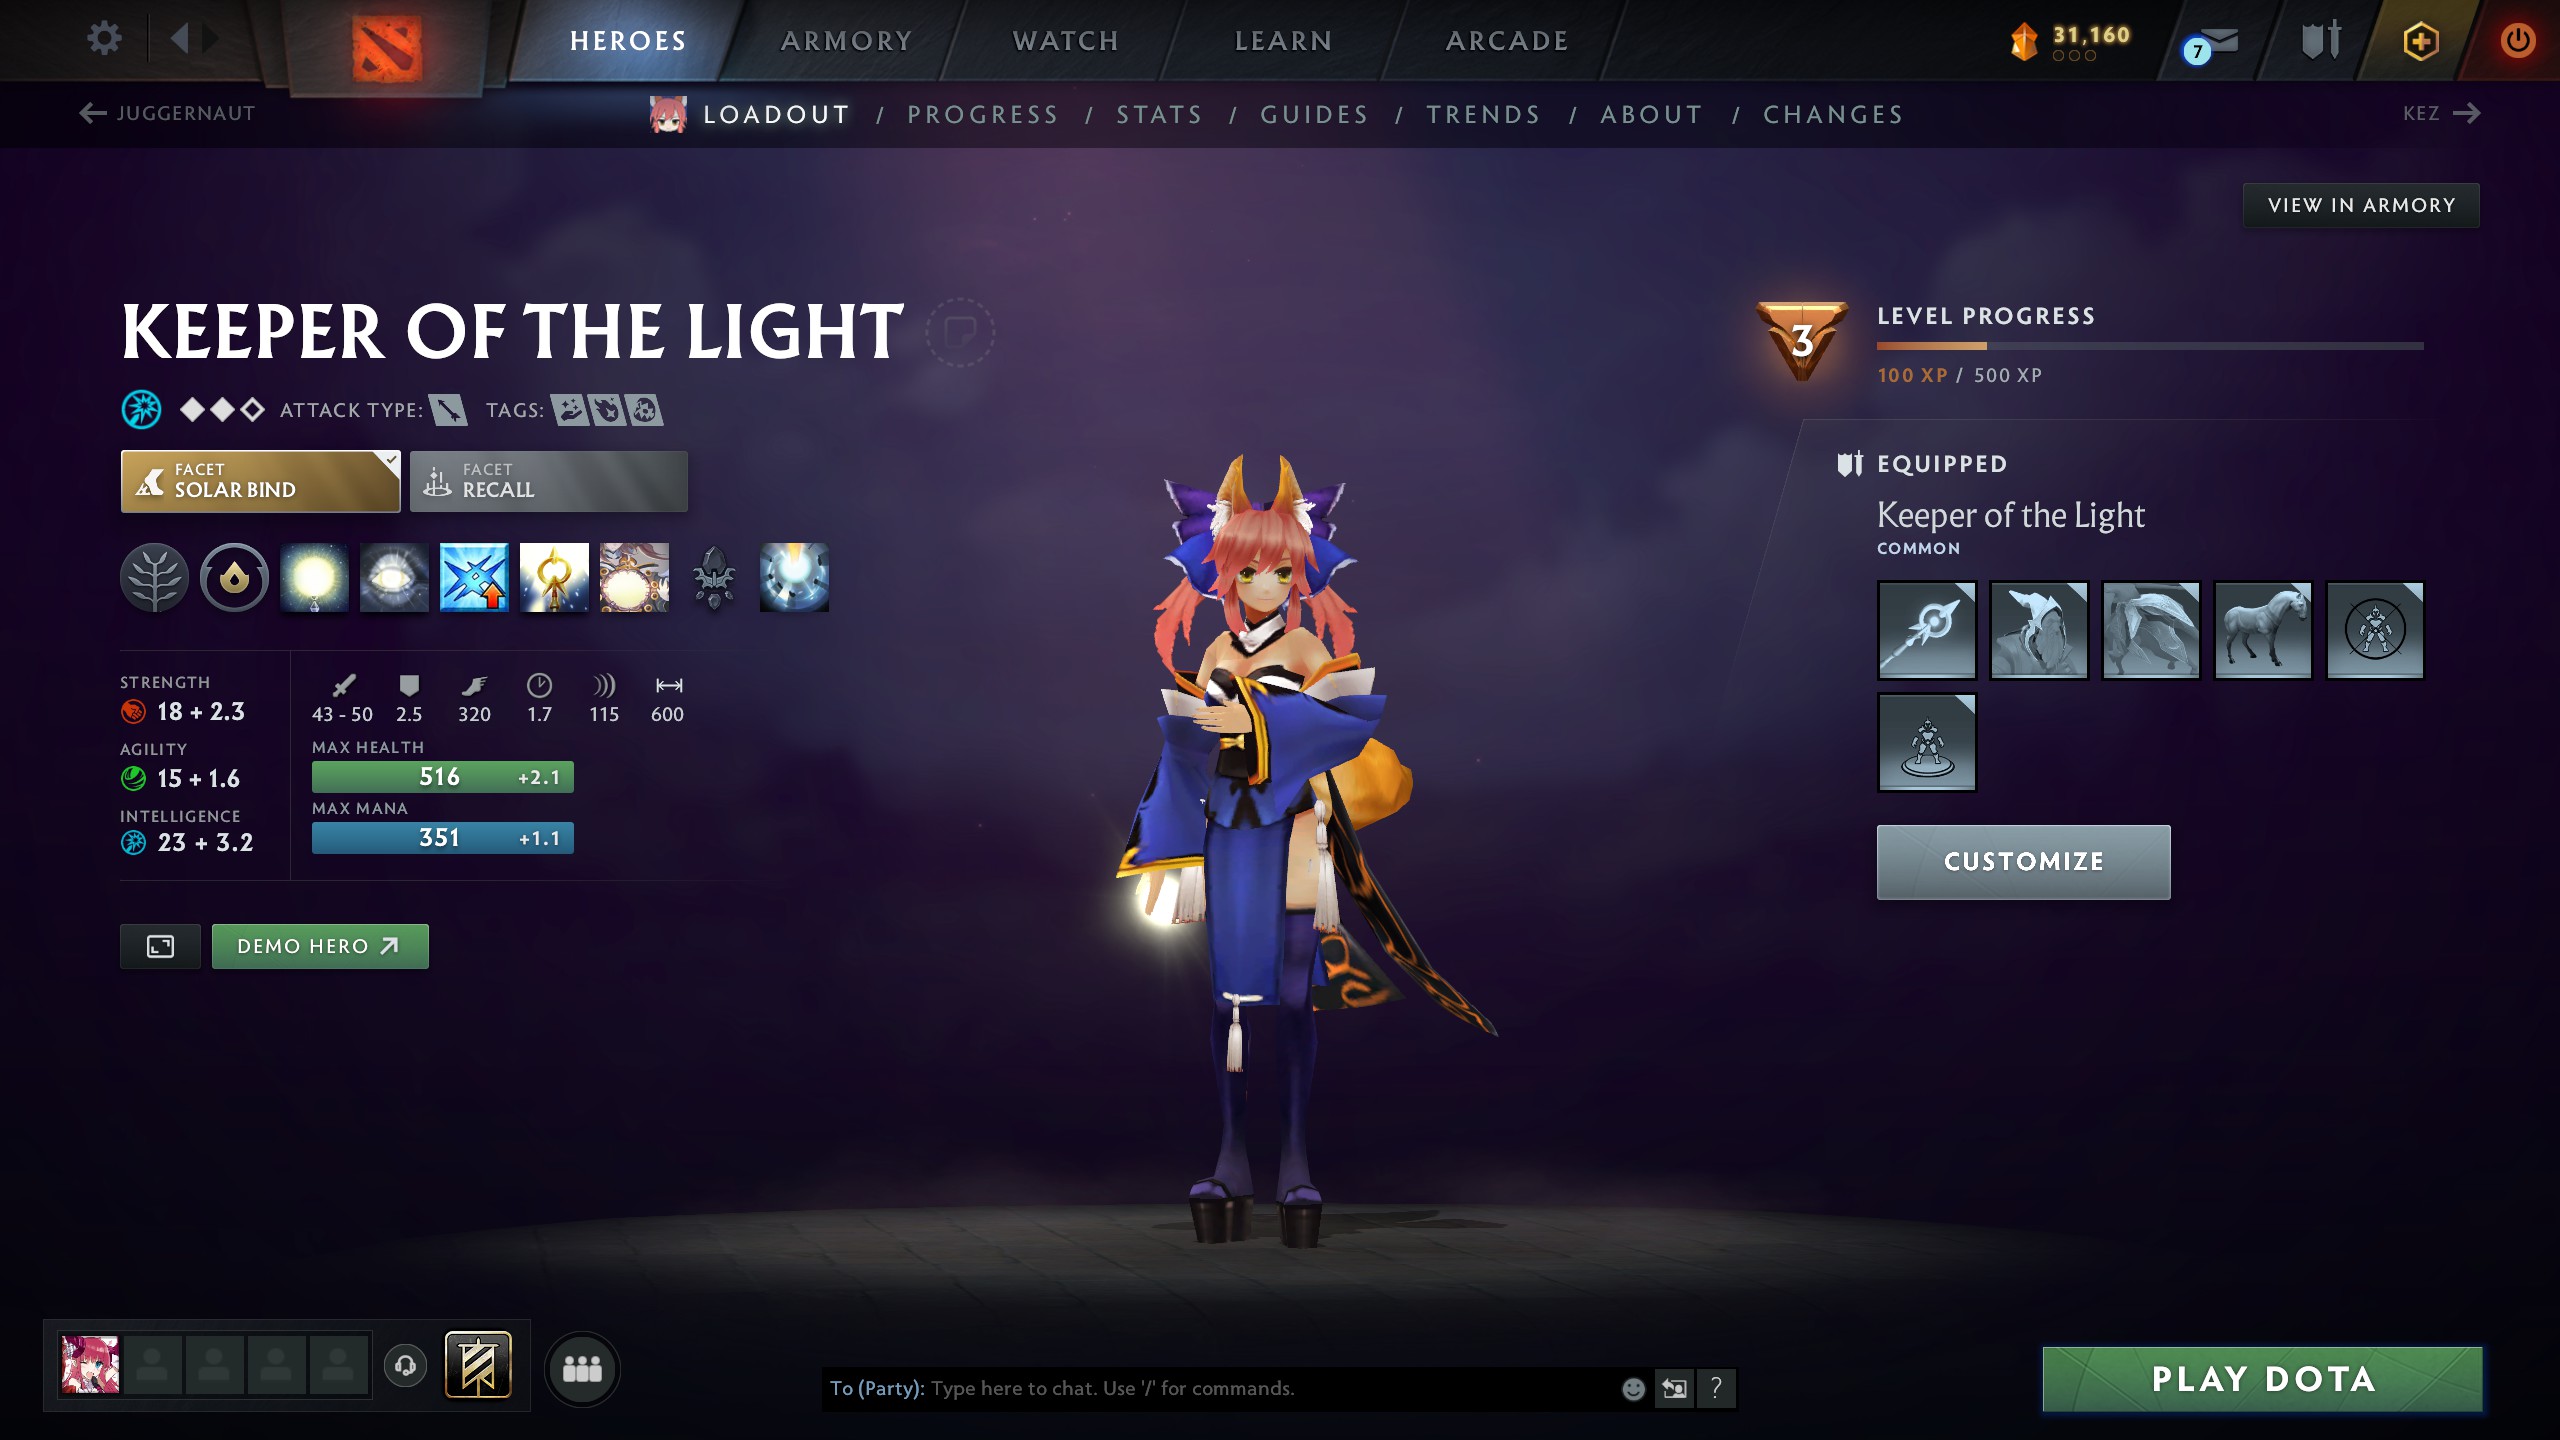 HEROES
ARMORY
WATCH
LEARN
ARCADE
31,160
7
JUGGERNAUT
LOADOUT / PROGRESS / STATS / GUIDES / TRENDS / ABOUT / CHANGES
KEZ
VIEW IN ARMORY
KEEPER OF THE LIGHT
ATTACK TYPE:
TAGS:
FACET
SOLAR BIND
FACET
RECALL
STRENGTH
18 + 2.3
AGILITY
15 + 1.6
INTELLIGENCE
23 + 3.2
43 - 50
2.5
320
1.7
115
600
MAX HEALTH
516 +2.1
MAX MANA
351 +1.1
DEMO HERO
3
LEVEL PROGRESS
100 XP / 500 XP
EQUIPPED
Keeper of the Light
COMMON
CUSTOMIZE
To (Party): Type here to chat. Use '/' for commands.
?
PLAY DOTA